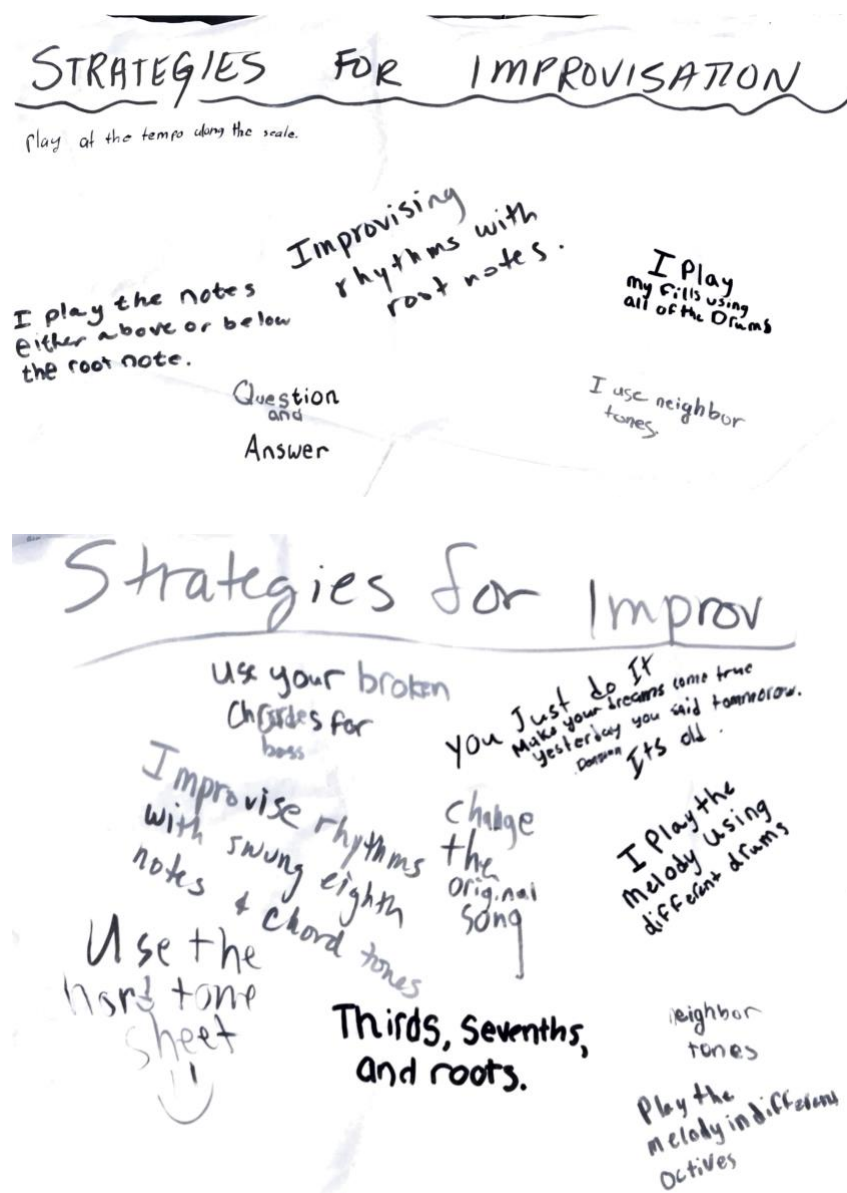 STRATEGIES FOR IMPROVISATION
Play at the tempo along the scale.
Improvising
rhythms with
root notes.
I play the notes
either above or below
the root note.
I Play
my fills using
all of the Drums
Question
and
Answer
I use neighbor
tones.
Strategies for Improv
Use your broken
for
bass
You Just do It
Make your dreams come true
yesterday you said tommorow.
Its old.
Improvise rhythms
with swung eighth
notes & chord tones
change
the
original
song
I Play the
melody using
different drums
Use the
tone
sheet
Thirds, Sevenths,
and roots.
neighbor
tones
Play the
melody in different
octives